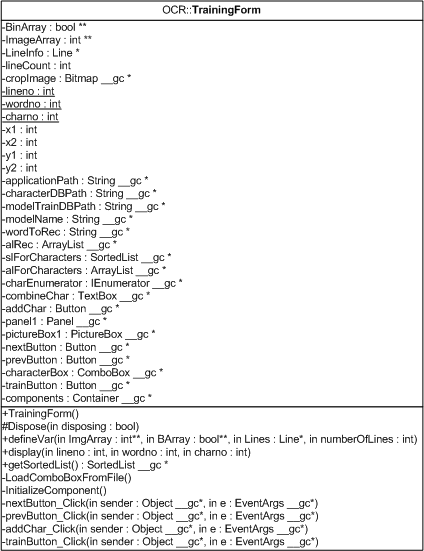 OCR::TrainingForm
-BinArray : bool **
-ImageArray : int **
-LineInfo : Line *
-lineCount : int
-cropImage : Bitmap __gc *
-lineno : int
-wordno : int
-charno : int
-x1 : int
-x2 : int
-y1 : int
-y2 : int
-applicationPath : String __gc *
-characterDBPath : String __gc *
-modelTrainDBPath : String __gc *
-modelName : String __gc *
-wordToRec : String __gc *
-alRec : ArrayList __gc *
-slForCharacters : SortedList __gc *
-alForCharacters : ArrayList __gc *
-charEnumerator : IEnumerator __gc *
-combineChar : TextBox __gc *
-addChar : Button __gc *
-panel1 : Panel __gc *
-pictureBox1 : PictureBox __gc *
-nextButton : Button __gc *
-prevButton : Button __gc *
-characterBox : ComboBox __gc *
-trainButton : Button __gc *
-components : Container __gc *
+TrainingForm()
#Dispose(in disposing : bool)
+defineVar(in ImgArray : int**, in BArray : bool**, in Lines : Line*, in numberOfLines : int)
+display(in lineno : int, in wordno : int, in charno : int)
+getSortedList() : SortedList __gc *
-LoadComboBoxFromFile()
-InitializeComponent()
-nextButton_Click(in sender : Object __gc*, in e : EventArgs __gc*)
-prevButton_Click(in sender : Object __gc*, in e : EventArgs __gc*)
-addChar_Click(in sender : Object __gc*, in e : EventArgs __gc*)
-trainButton_Click(in sender : Object __gc*, in e : EventArgs __gc*)